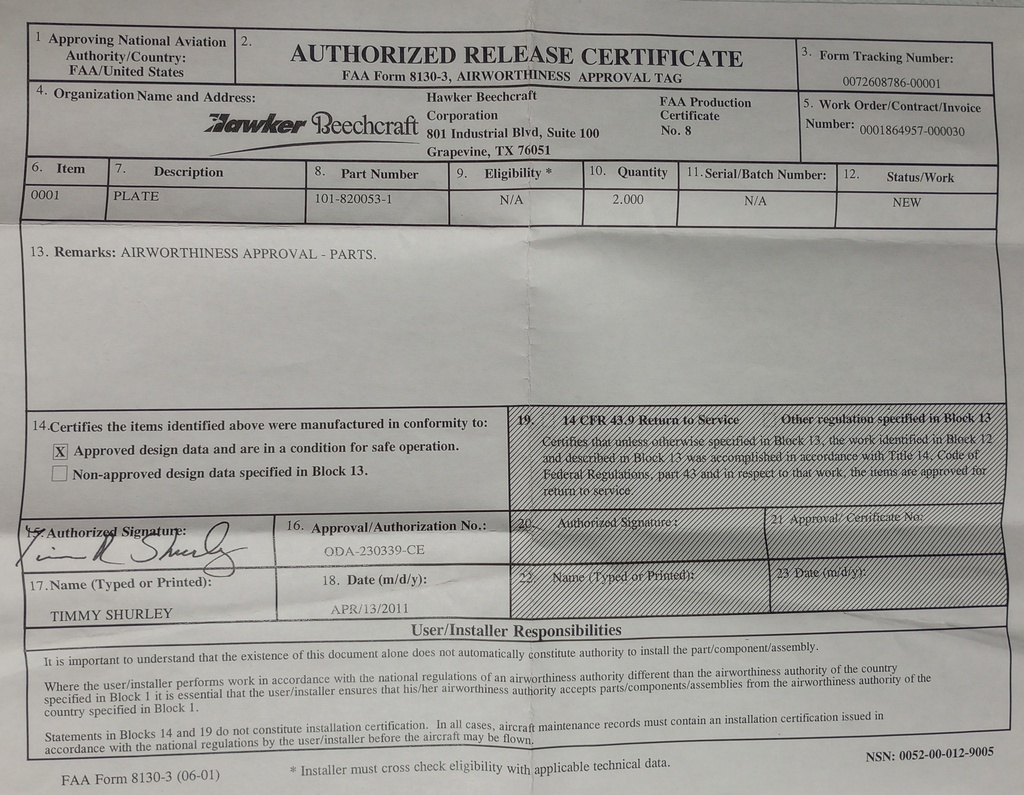 1 Approving National Aviation
Authority/Country:
FAA/United States
2.
AUTHORIZED RELEASE CERTIFICATE
FAA Form 8130-3, AIRWORTHINESS APPROVAL TAG
3. Form Tracking Number:
0072608786-00001
4. Organization Name and Address:
Hawker Beechcraft
Hawker Beechcraft
Corporation
801 Industrial Blvd, Suite 100
Grapevine, TX 76051
FAA Production
Certificate
No. 8
5. Work Order/Contract/Invoice
Number: 0001864957-000030
6. Item 7. Description 8. Part Number 9. Eligibility * 10. Quantity 11. Serial/Batch Number: 12. Status/Work
0001 PLATE 101-820053-1 N/A 2.000 N/A NEW
13. Remarks: AIRWORTHINESS APPROVAL - PARTS.
14.Certifies the items identified above were manufactured in conformity to:
X Approved design data and are in a condition for safe operation.
Non-approved design data specified in Block 13.
19. 14 CFR 43.9 Return to Service Other regulation specified in Block 13
Certifies that unless otherwise specified in Block 13, the work identified in Block 12
and described in Block 13 was accomplished in accordance with Title 14, Code of
Federal Regulations, part 43 and in respect to that work, the items are approved for
return to service
15. Authorized Signature:
Timm R Shurley
16. Approval/Authorization No.:
ODA-230339-CE
20. Authorized Signature:
21 Approval/ Certificate No:
17.Name (Typed or Printed):
TIMMY SHURLEY
18. Date (m/d/y):
APR/13/2011
22. Name (Typed or Printed):
23 Date (m/d/y):
User/Installer Responsibilities
It is important to understand that the existence of this document alone does not automatically constitute authority to install the part/component/assembly.
Where the user/installer performs work in accordance with the national regulations of an airworthiness authority different than the airworthiness authority of the country
specified in Block 1 it is essential that the user/installer ensures that his/her airworthiness authority accepts parts/components/assemblies from the airworthiness authority of the
country specified in Block 1.
Statements in Blocks 14 and 19 do not constitute installation certification. In all cases, aircraft maintenance records must contain an installation certification issued in
accordance with the national regulations by the user/installer before the aircraft may be flown.
FAA Form 8130-3 (06-01)
* Installer must cross check eligibility with applicable technical data.
NSN: 0052-00-012-9005